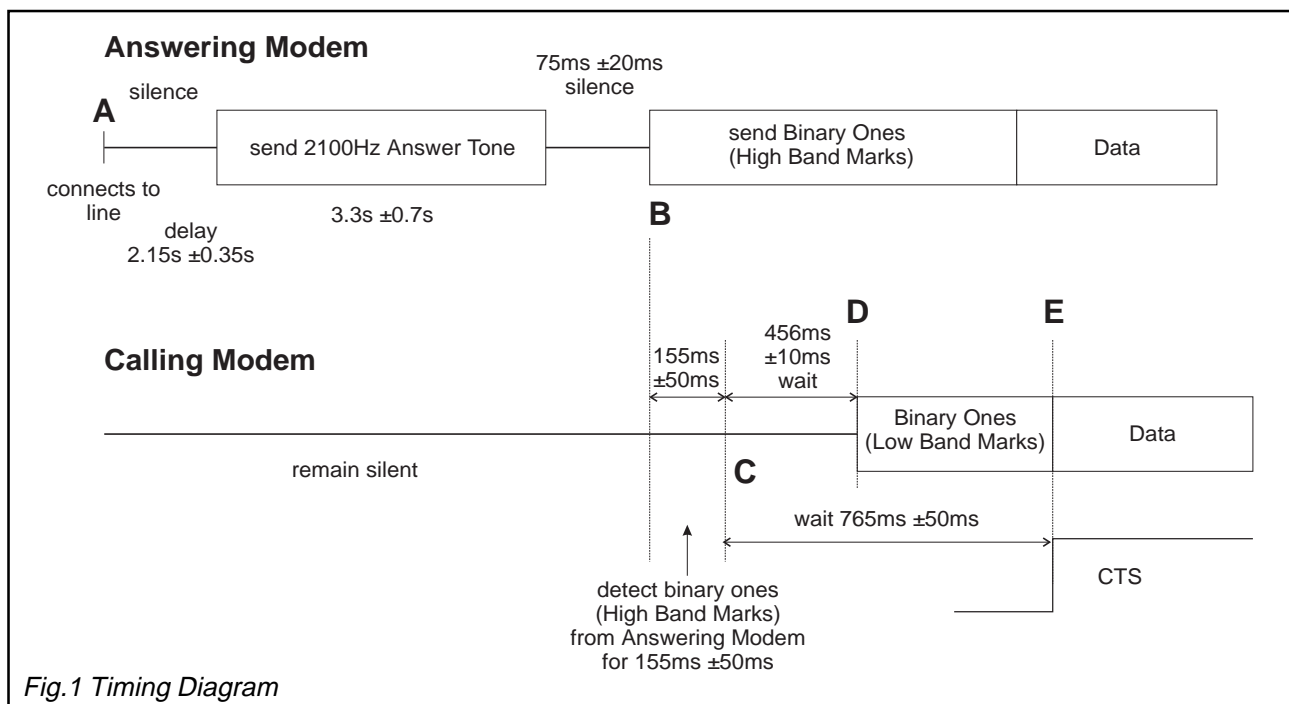 Answering Modem
75ms ±20ms
silence
silence
A
send 2100Hz Answer Tone
send Binary Ones
(High Band Marks)
Data
connects to
line
3.3s ±0.7s
B
delay
2.15s ±0.35s
D
E
456ms
±10ms
wait
155ms
±50ms
Calling Modem
Binary Ones
(Low Band Marks)
Data
remain silent
C
wait 765ms ±50ms
CTS
detect binary ones
(High Band Marks)
from Answering Modem
for 155ms ±50ms
Fig.1 Timing Diagram